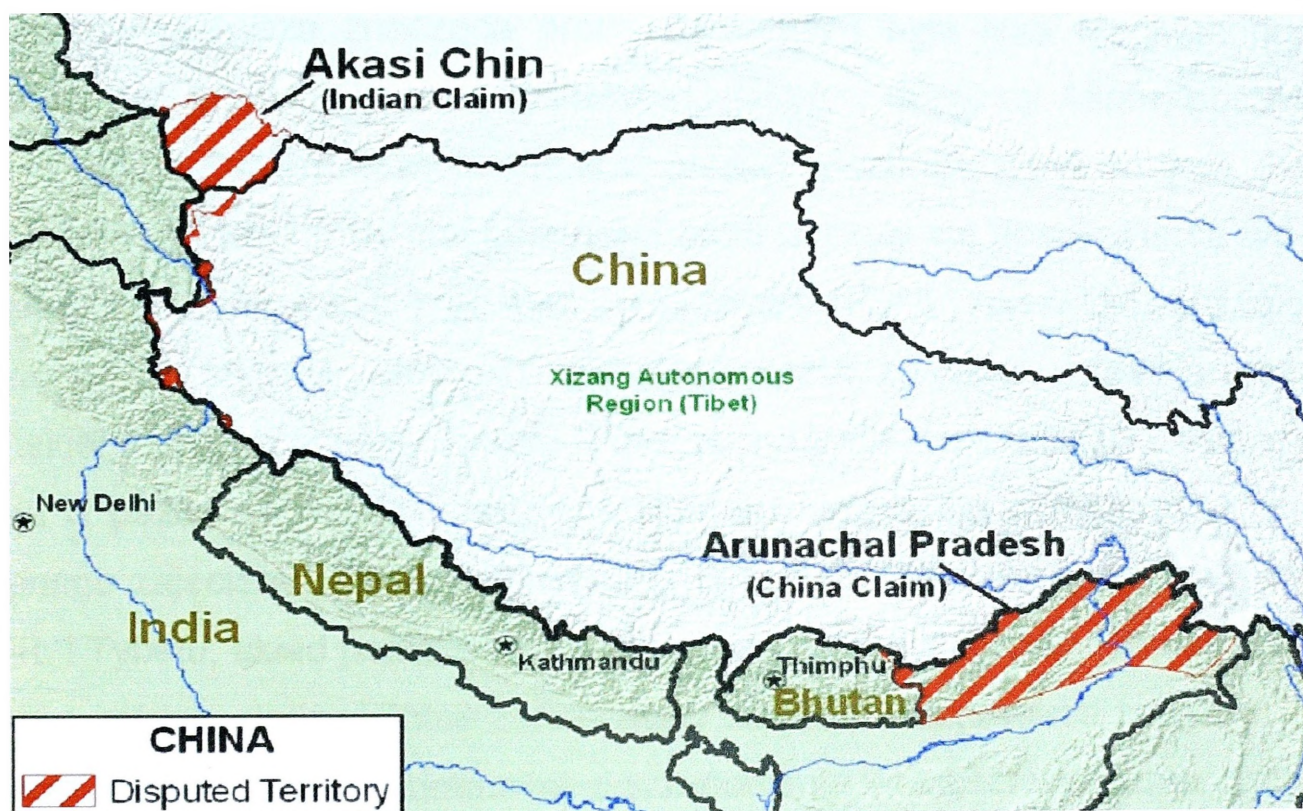 Akasi Chin
(Indian Claim)
China
Xizang Autonomous
Region (Tibet)
New Delhi
Arunachal Pradesh
(China Claim)
Nepal
India
Kathmandu
Thimphu
Bhutan
CHINA
Disputed Territory